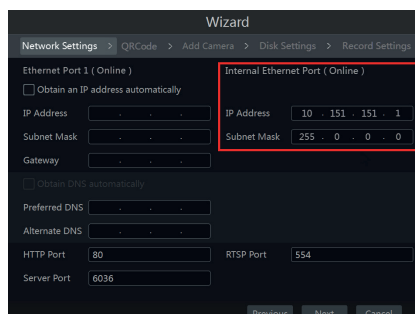 Wizard
Network Settings > QRCode > Add Camera > Disk Settings > Record Settings
Ethernet Port 1 ( Online )
Internal Ethernet Port ( Online )
Obtain an IP address automatically
IP Address . . .
IP Address 10 . 151 . 151 . 1
Subnet Mask . . .
Subnet Mask 255 . 0 . 0 . 0
Gateway . . .
Obtain DNS automatically
Preferred DNS . . .
Alternate DNS . . .
HTTP Port 80
RTSP Port 554
Server Port 6036
Previous Next Cancel